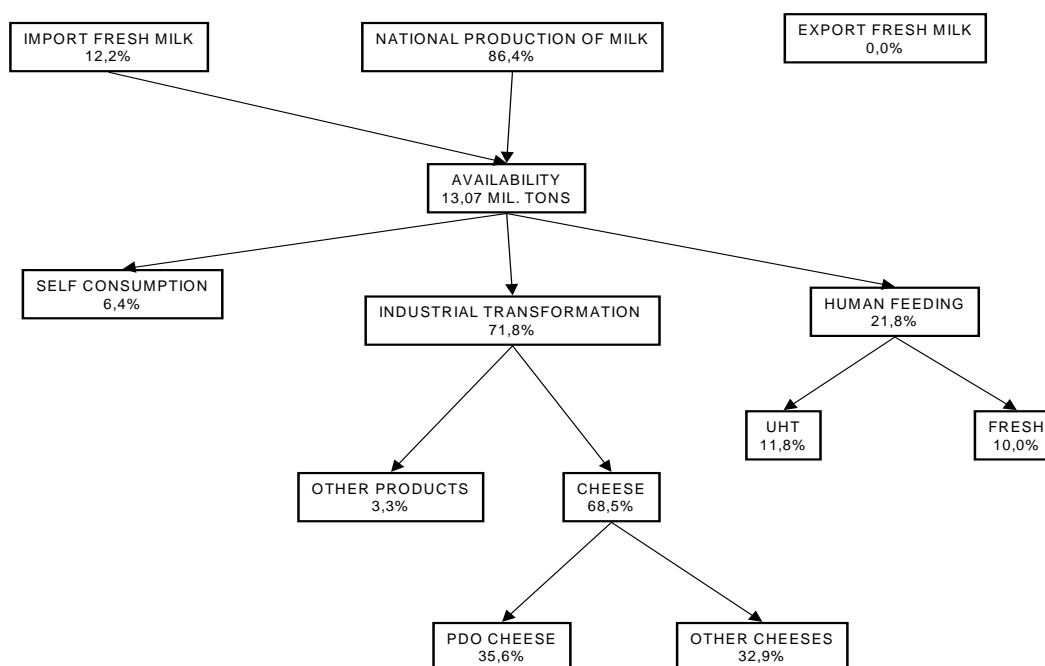 IMPORT FRESH MILK
12,2%
NATIONAL PRODUCTION OF MILK
86,4%
EXPORT FRESH MILK
0,0%
AVAILABILITY
13,07 MIL. TONS
SELF CONSUMPTION
6,4%
INDUSTRIAL TRANSFORMATION
71,8%
HUMAN FEEDING
21,8%
UHT
11,8%
FRESH
10,0%
OTHER PRODUCTS
3,3%
CHEESE
68,5%
PDO CHEESE
35,6%
OTHER CHEESES
32,9%